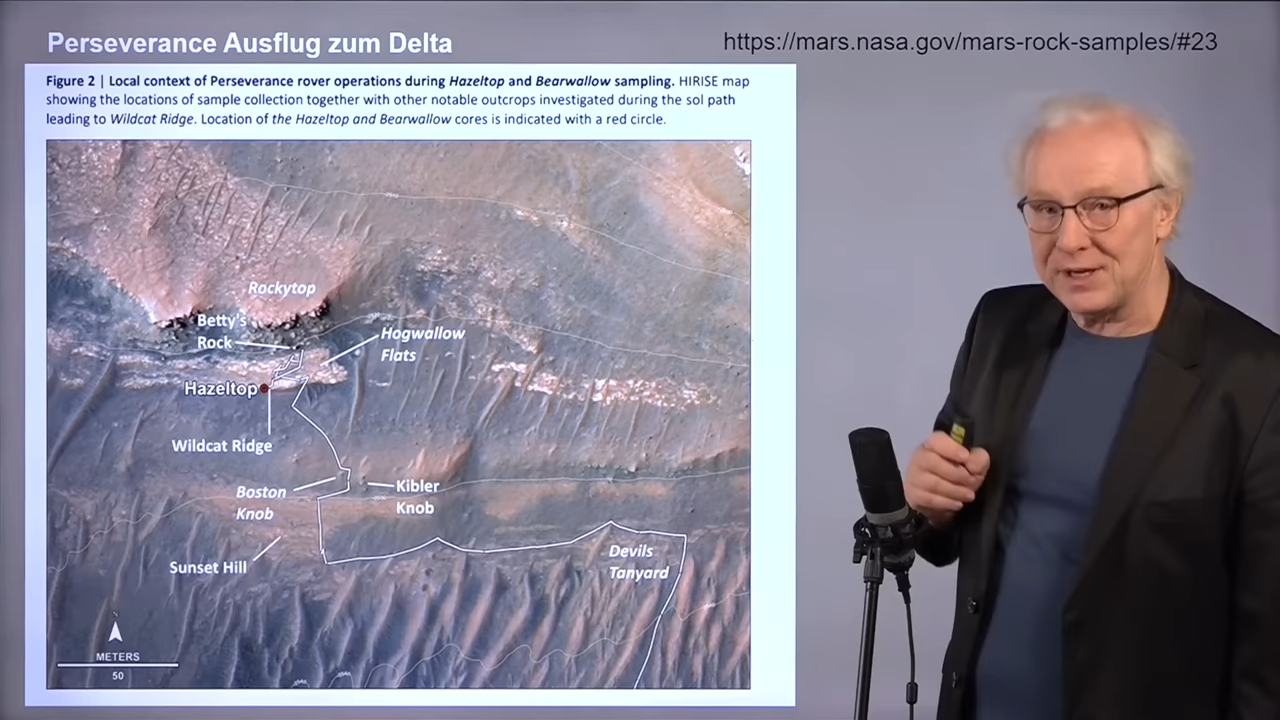 Perseverance Ausflug zum Delta
https://mars.nasa.gov/mars-rock-samples/#23
Figure 2 | Local context of Perseverance rover operations during Hazeltop and Bearwallow sampling. HIRISE map
showing the locations of sample collection together with other notable outcrops investigated during the sol path
leading to Wildcat Ridge. Location of the Hazeltop and Bearwallow cores is indicated with a red circle.
Rockytop
Betty's
Rock
Hogwallow
Flats
Hazeltop
Wildcat Ridge
Boston
Knob
Kibler
Knob
Sunset Hill
Devils
Tanyard
METERS
50